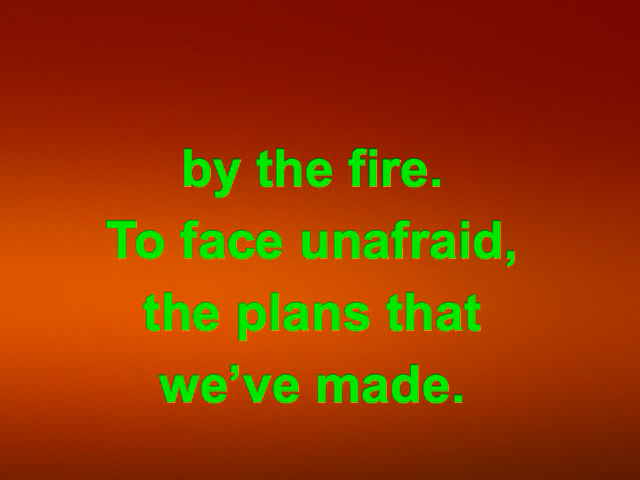 by the fire.
To face unafraid,
the plans that
we’ve made.